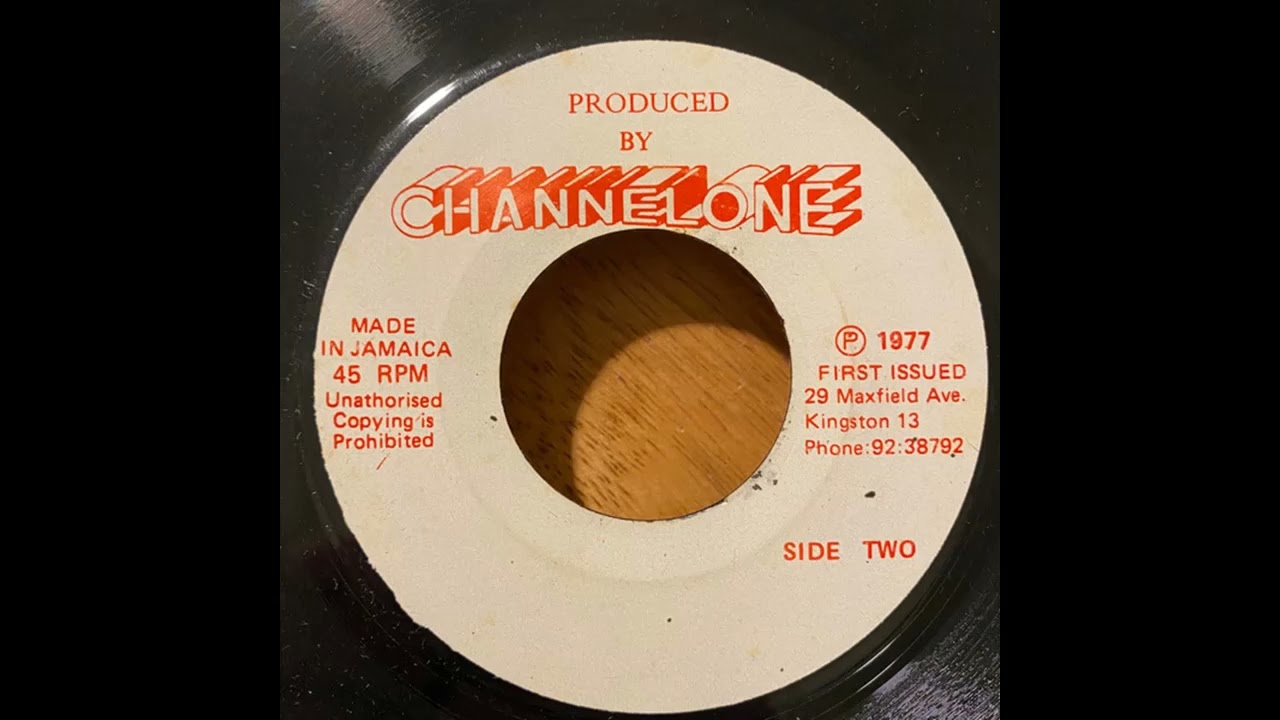 PRODUCED
BY
CHANNELONE
MADE
IN JAMAICA
45 RPM
Unathorised
Copying is
Prohibited
Ⓟ 1977
FIRST ISSUED
29 Maxfield Ave.
Kingston 13
Phone:92:38792
SIDE TWO